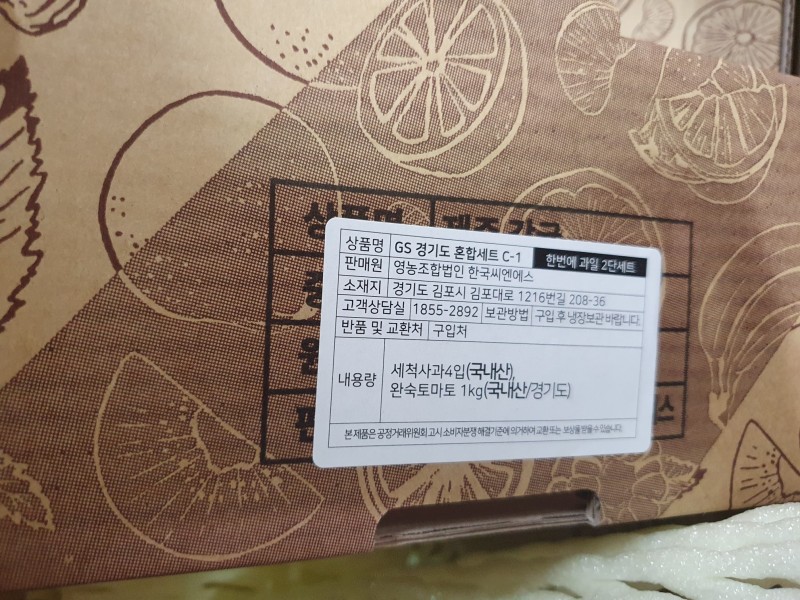 상품명 GS 경기도 혼합세트 C-1 한번에 과일 2단세트
판매원 영농조합법인 한국씨엔에스
소재지 경기도 김포시 김포대로 1216번길 208-36
고객상담실 1855-2892 보관방법 구입 후 냉장보관 바랍니다.
반품 및 교환처 구입처
내용량 세척사과4입(국내산),
완숙토마토 1kg(국내산/경기도)
본 제품은 공정거래위원회 고시 소비자분쟁 해결기준에 의거하여 교환 또는 보상을 받을 수 있습니다.